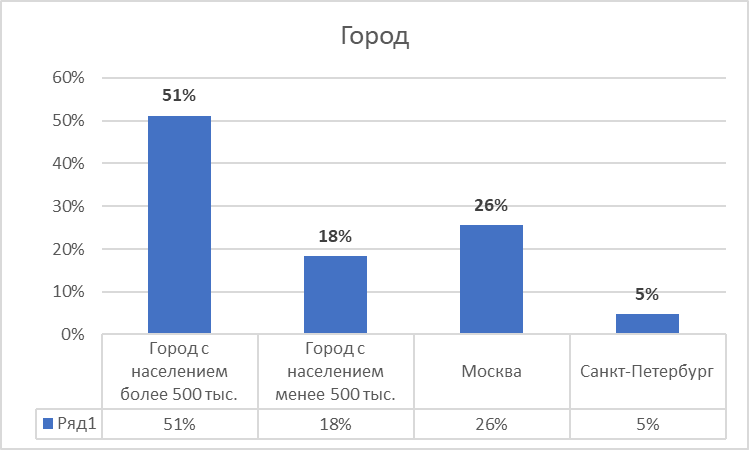 Город
60%
50%
40%
30%
20%
10%
0%
51%
18%
26%
5%
Город с
населением
более 500 тыс.
Город с
населением
менее 500 тыс.
Москва
Санкт-Петербург
Ряд1 51% 18% 26% 5%